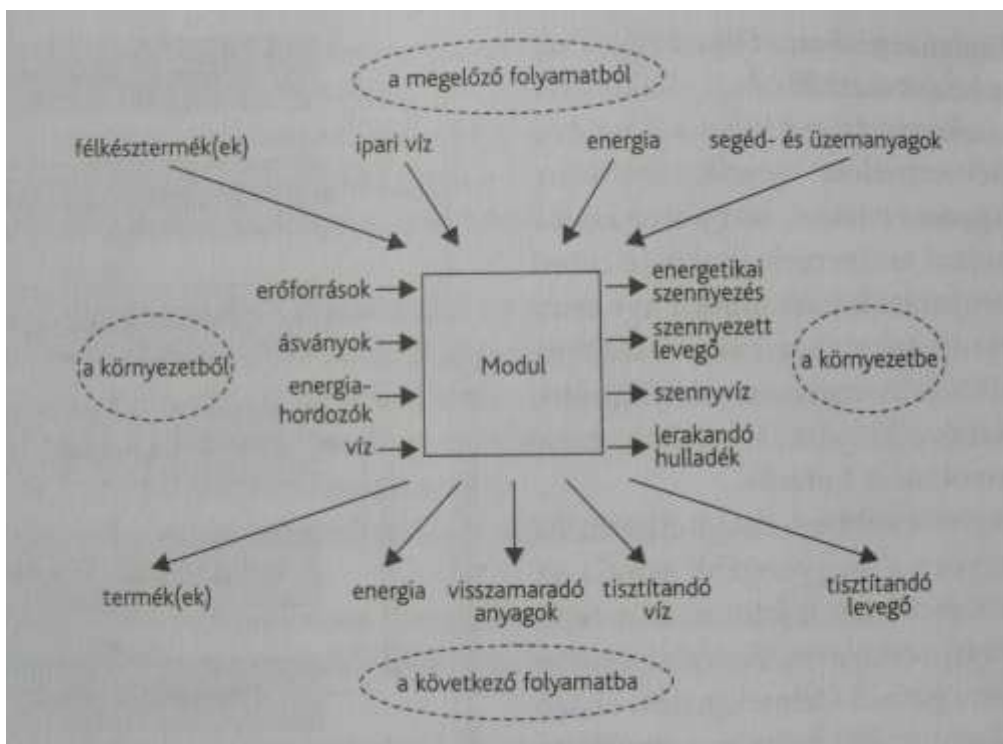 a megelőző folyamatból
félkésztermék(ek)
ipari víz
energia
segéd- és üzemanyagok
erőforrások
ásványok
energia-
hordozók
víz
a környezetből
Modul
energetikai
szennyezés
szennyezett
levegő
szennyvíz
lerakandó
hulladék
a környezetbe
termék(ek)
energia
visszamaradó
anyagok
tisztítandó
víz
tisztítandó
levegő
a következő folyamatba